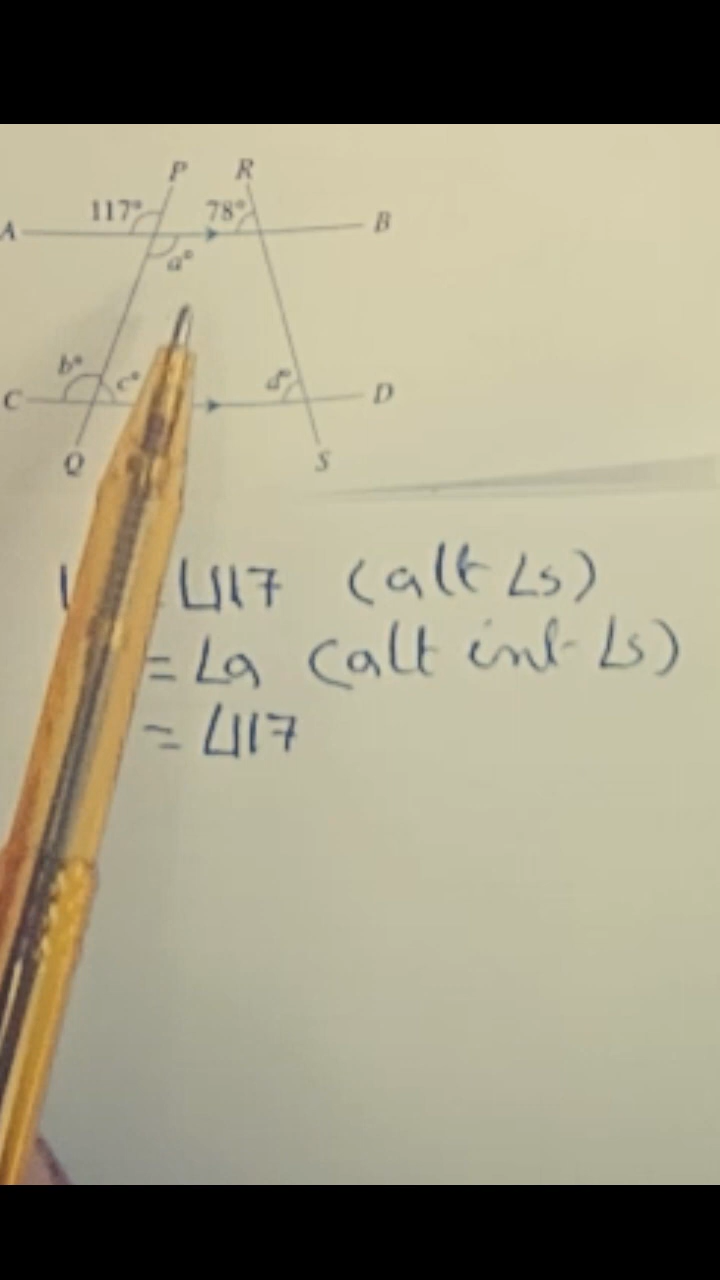 P R
117° 78°
A B
a°
b° c° d°
C D
Q S
∠117 (alt ∠s)
= ∠a (alt int ∠s)
= ∠117